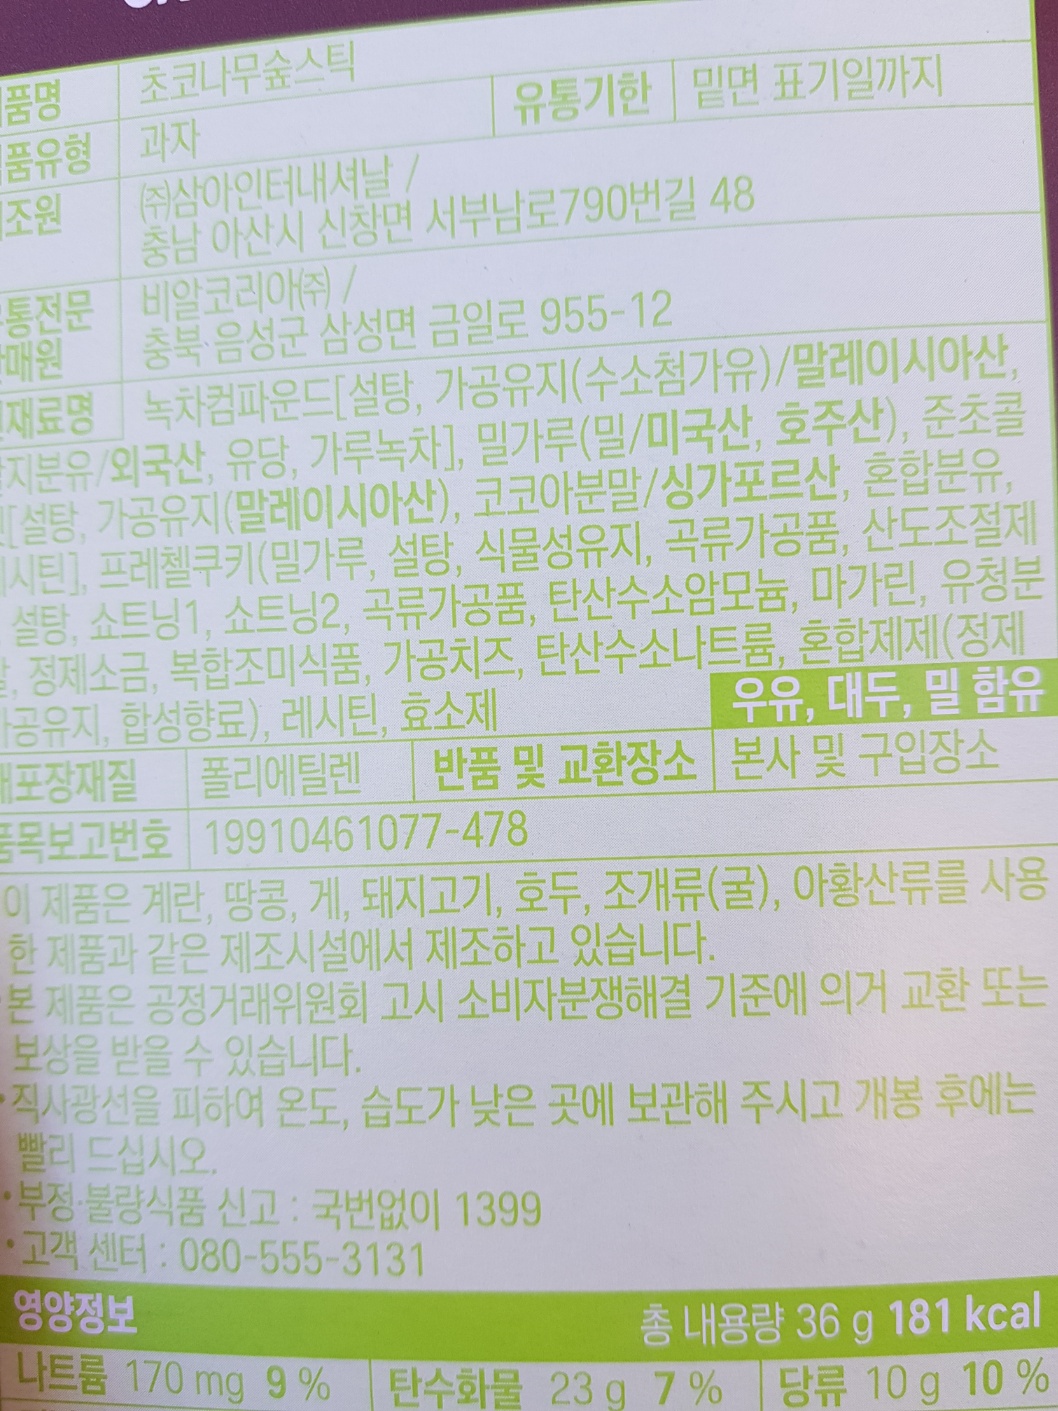 품명 초코나무숲스틱
품유형 과자 유통기한 밑면 표기일까지
조원 ㈜삼아인터내셔날 /
충남 아산시 신창면 서부남로790번길 48
통전문 비알코리아㈜ /
매원 충북 음성군 삼성면 금일로 955-12
재료명 녹차컴파운드[설탕, 가공유지(수소첨가유)/말레이시아산,
지분유/외국산, 유당, 가루녹차], 밀가루(밀/미국산, 호주산), 준초콜
[설탕, 가공유지(말레이시아산), 코코아분말/싱가포르산, 혼합분유,
시틴], 프레첼쿠키(밀가루, 설탕, 식물성유지, 곡류가공품, 산도조절제
설탕, 쇼트닝1, 쇼트닝2, 곡류가공품, 탄산수소암모늄, 마가린, 유청분
, 정제소금, 복합조미식품, 가공치즈, 탄산수소나트륨, 혼합제제(정제
공유지, 합성향료), 레시틴, 효소제
우유, 대두, 밀 함유
포장재질 폴리에틸렌 반품 및 교환장소 본사 및 구입장소
품목보고번호 19910461077-478
이 제품은 계란, 땅콩, 게, 돼지고기, 호두, 조개류(굴), 아황산류를 사용
한 제품과 같은 제조시설에서 제조하고 있습니다.
본 제품은 공정거래위원회 고시 소비자분쟁해결 기준에 의거 교환 또는
보상을 받을 수 있습니다.
•직사광선을 피하여 온도, 습도가 낮은 곳에 보관해 주시고 개봉 후에는
빨리 드십시오.
•부정·불량식품 신고 : 국번없이 1399
•고객 센터 : 080-555-3131
영양정보 총 내용량 36 g 181 kcal
나트륨 170 mg 9 % 탄수화물 23 g 7 % 당류 10 g 10 %